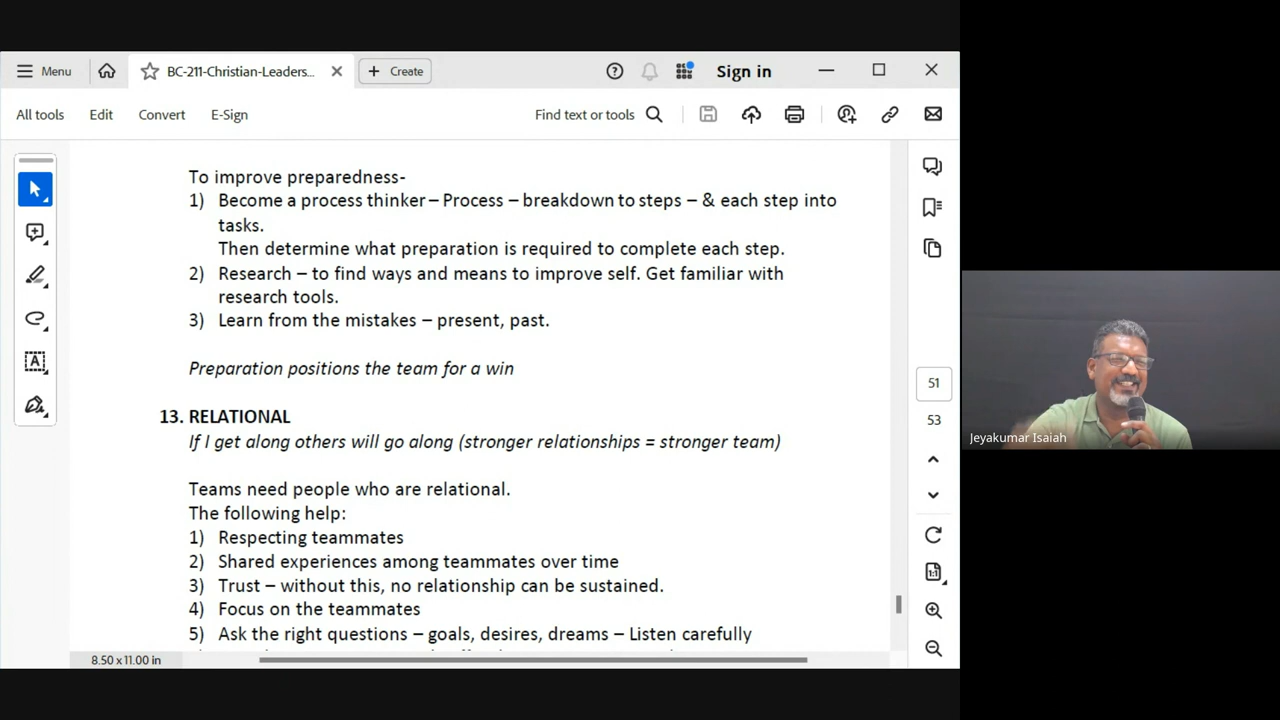 Menu
BC-211-Christian-Leaders...
Create
Sign in
All tools
Edit
Convert
E-Sign
Find text or tools
To improve preparedness-
1) Become a process thinker – Process – breakdown to steps – & each step into
tasks.
Then determine what preparation is required to complete each step.
2) Research – to find ways and means to improve self. Get familiar with
research tools.
3) Learn from the mistakes – present, past.
Preparation positions the team for a win
13. RELATIONAL
If I get along others will go along (stronger relationships = stronger team)
Teams need people who are relational.
The following help:
1) Respecting teammates
2) Shared experiences among teammates over time
3) Trust – without this, no relationship can be sustained.
4) Focus on the teammates
5) Ask the right questions – goals, desires, dreams – Listen carefully
8.50 x 11.00 in
51
53
1:1
Jeyakumar Isaiah